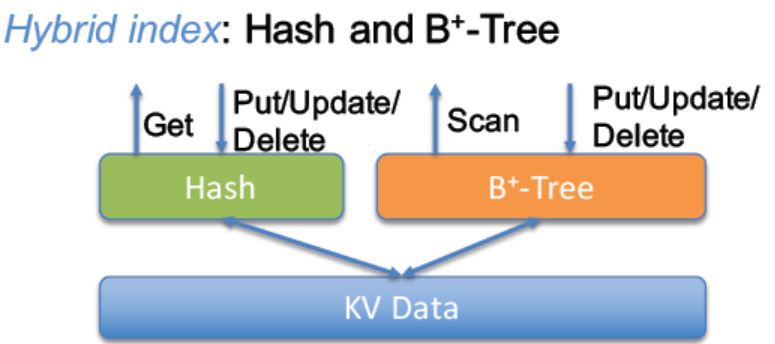 Hybrid index: Hash and B⁺-Tree
Get
Put/Update/
Delete
Scan
Put/Update/
Delete
Hash
B⁺-Tree
KV Data